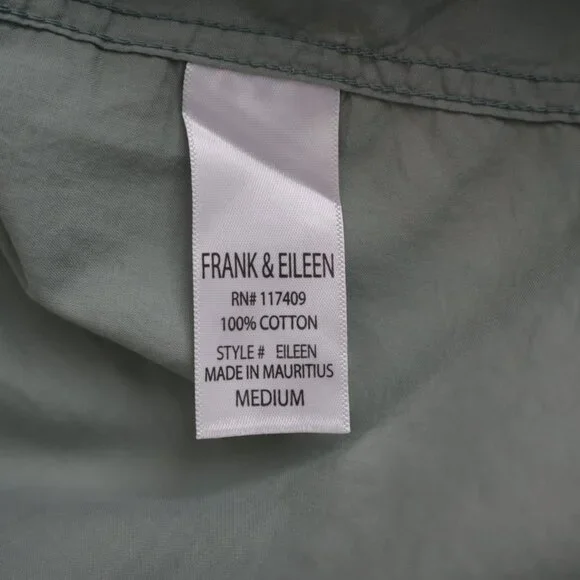 FRANK & EILEEN
RN# 117409
100% COTTON
STYLE # EILEEN
MADE IN MAURITIUS
MEDIUM